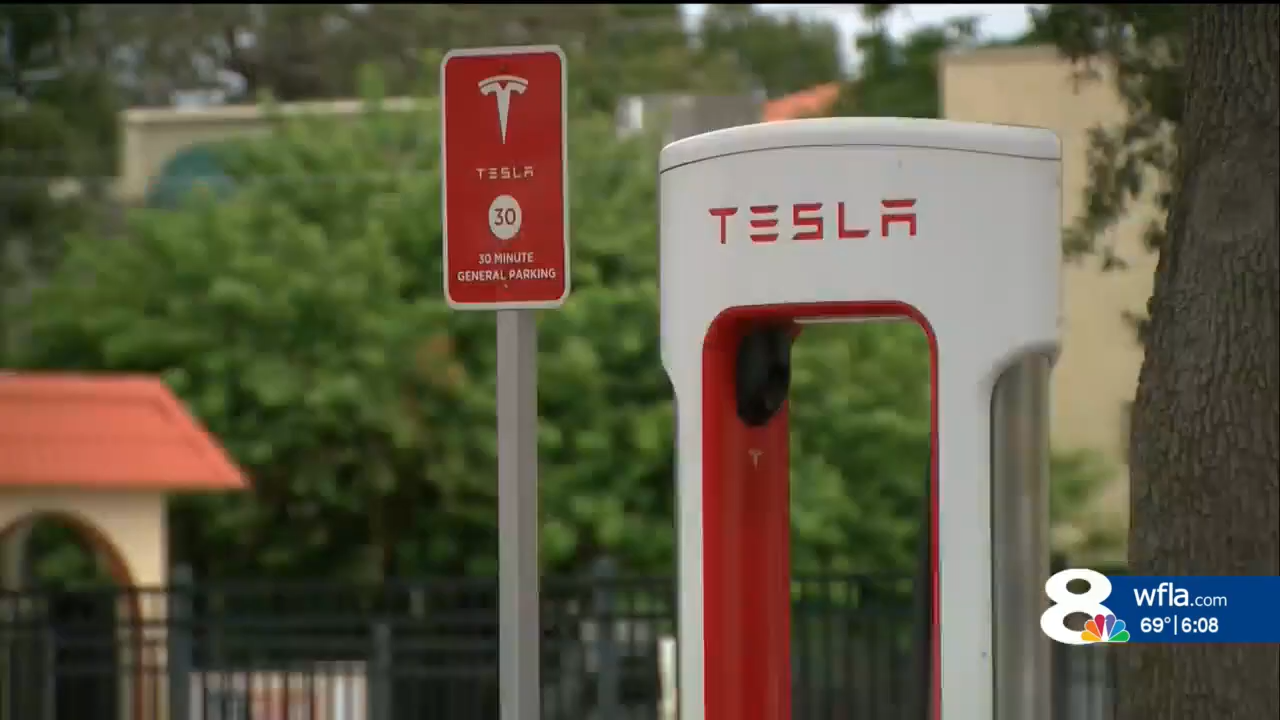 TESLA
30
30 MINUTE
GENERAL PARKING
TESLA
8
wfla.com
69° | 6:08